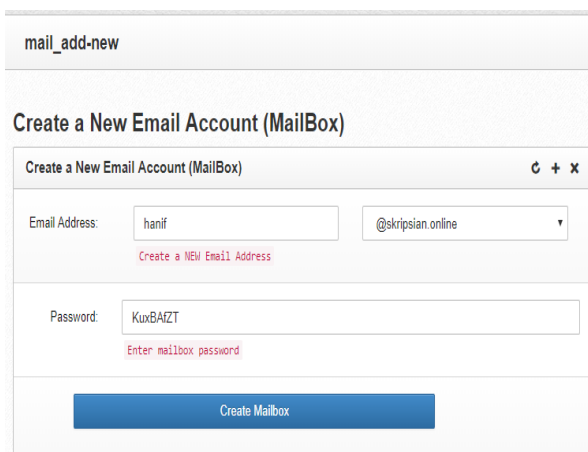 mail_add-new
Create a New Email Account (MailBox)
Create a New Email Account (MailBox)
Email Address: hanif @skripsian.online
Create a NEW Email Address
Password: KuxBAfZT
Enter mailbox password
Create Mailbox